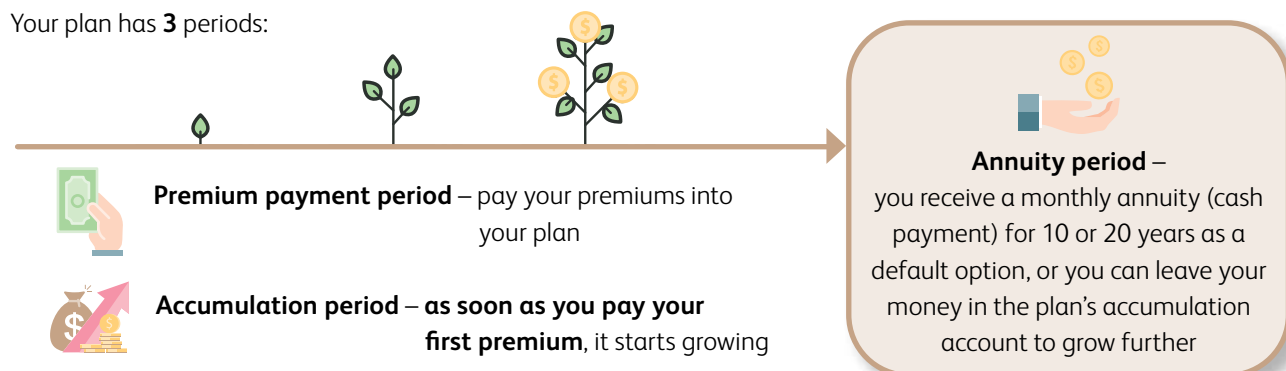 Your plan has 3 periods:
Premium payment period – pay your premiums into
your plan
Accumulation period – as soon as you pay your
first premium, it starts growing
Annuity period –
you receive a monthly annuity (cash
payment) for 10 or 20 years as a
default option, or you can leave your
money in the plan’s accumulation
account to grow further